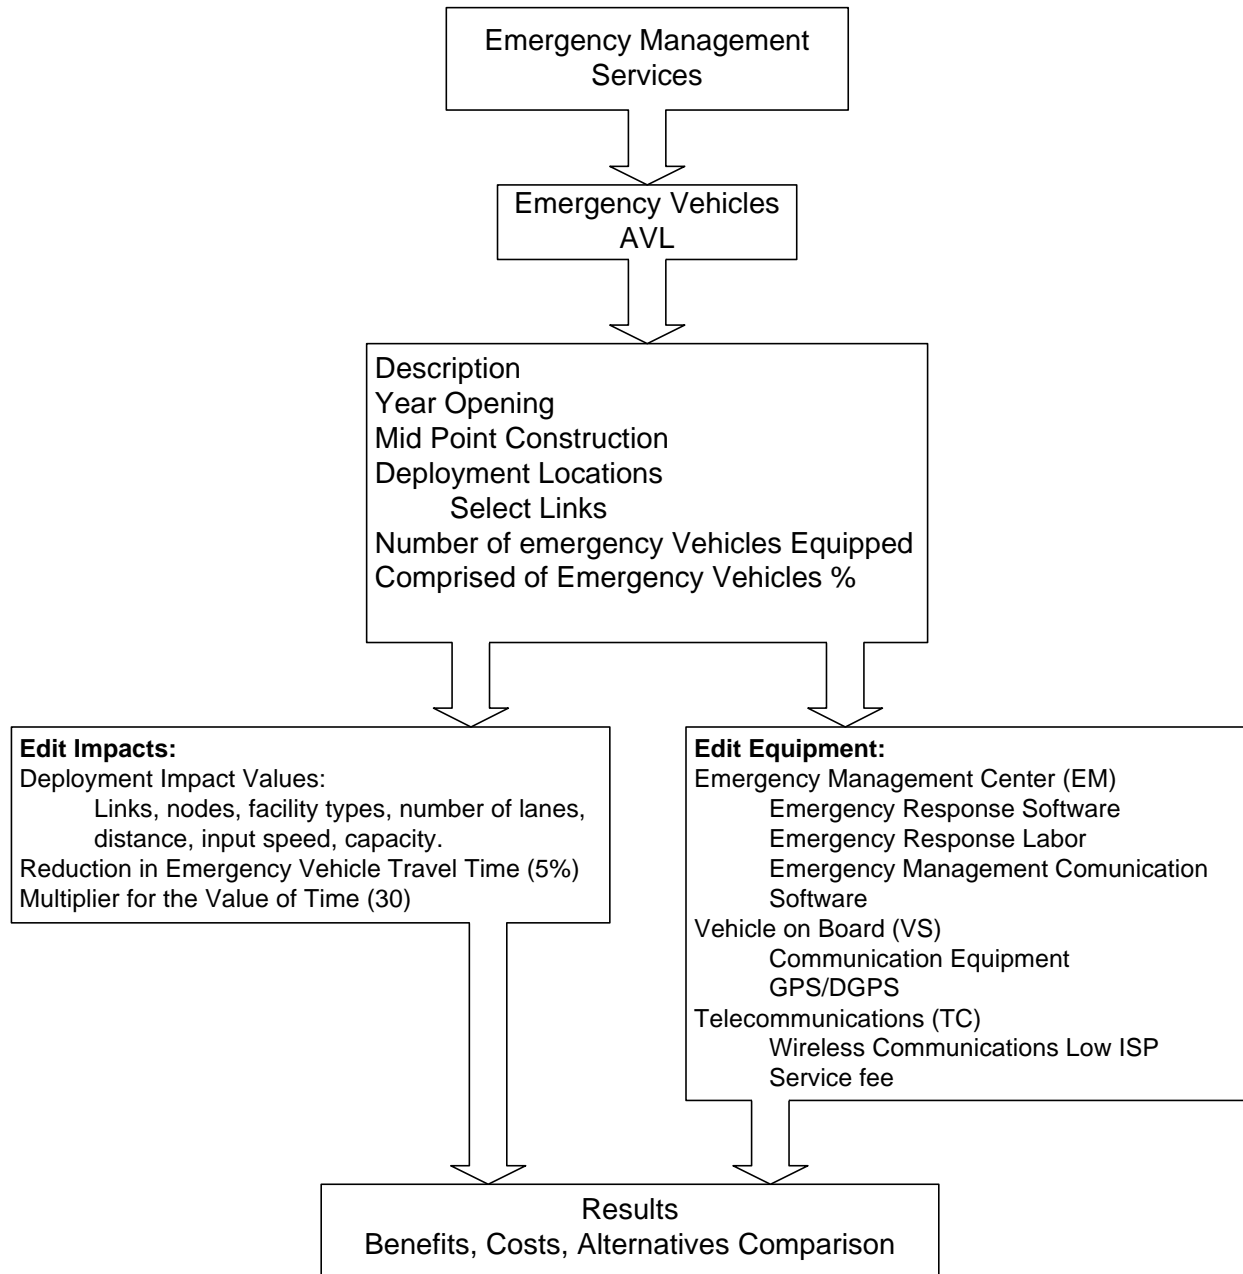 Emergency Management
Services
Emergency Vehicles
AVL
Description
Year Opening
Mid Point Construction
Deployment Locations
Select Links
Number of emergency Vehicles Equipped
Comprised of Emergency Vehicles %
Edit Impacts:
Deployment Impact Values:
Links, nodes, facility types, number of lanes,
distance, input speed, capacity.
Reduction in Emergency Vehicle Travel Time (5%)
Multiplier for the Value of Time (30)
Edit Equipment:
Emergency Management Center (EM)
Emergency Response Software
Emergency Response Labor
Emergency Management Comunication
Software
Vehicle on Board (VS)
Communication Equipment
GPS/DGPS
Telecommunications (TC)
Wireless Communications Low ISP
Service fee
Results
Benefits, Costs, Alternatives Comparison